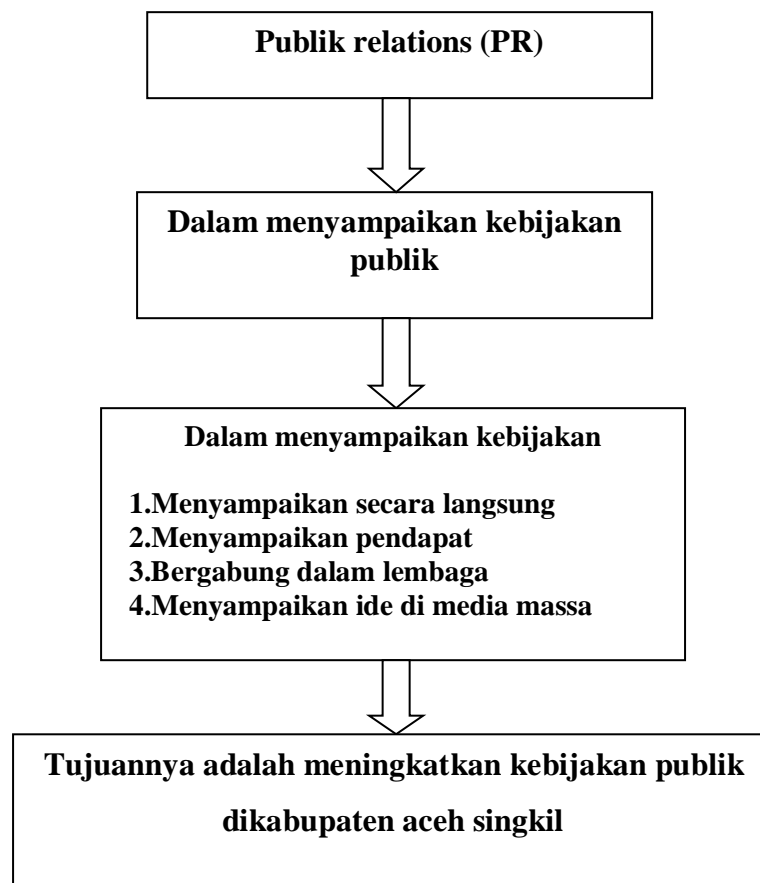 Publik relations (PR)
Dalam menyampaikan kebijakan
publik
Dalam menyampaikan kebijakan
1.Menyampaikan secara langsung
2.Menyampaikan pendapat
3.Bergabung dalam lembaga
4.Menyampaikan ide di media massa
Tujuannya adalah meningkatkan kebijakan publik
dikabupaten aceh singkil